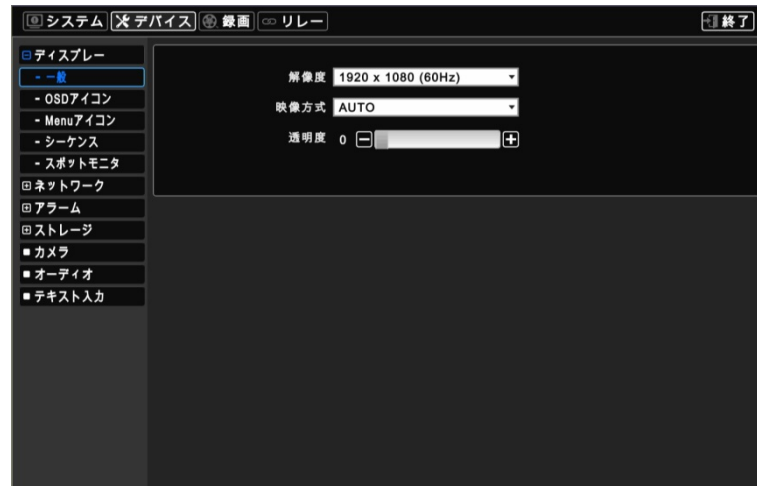 システム デバイス 録画 リレー 終了
ディスプレー
- 一般
- OSDアイコン
- Menuアイコン
- シーケンス
- スポットモニタ
ネットワーク
アラーム
ストレージ
カメラ
オーディオ
テキスト入力
解像度 1920 x 1080 (60Hz)
映像方式 AUTO
透明度 0